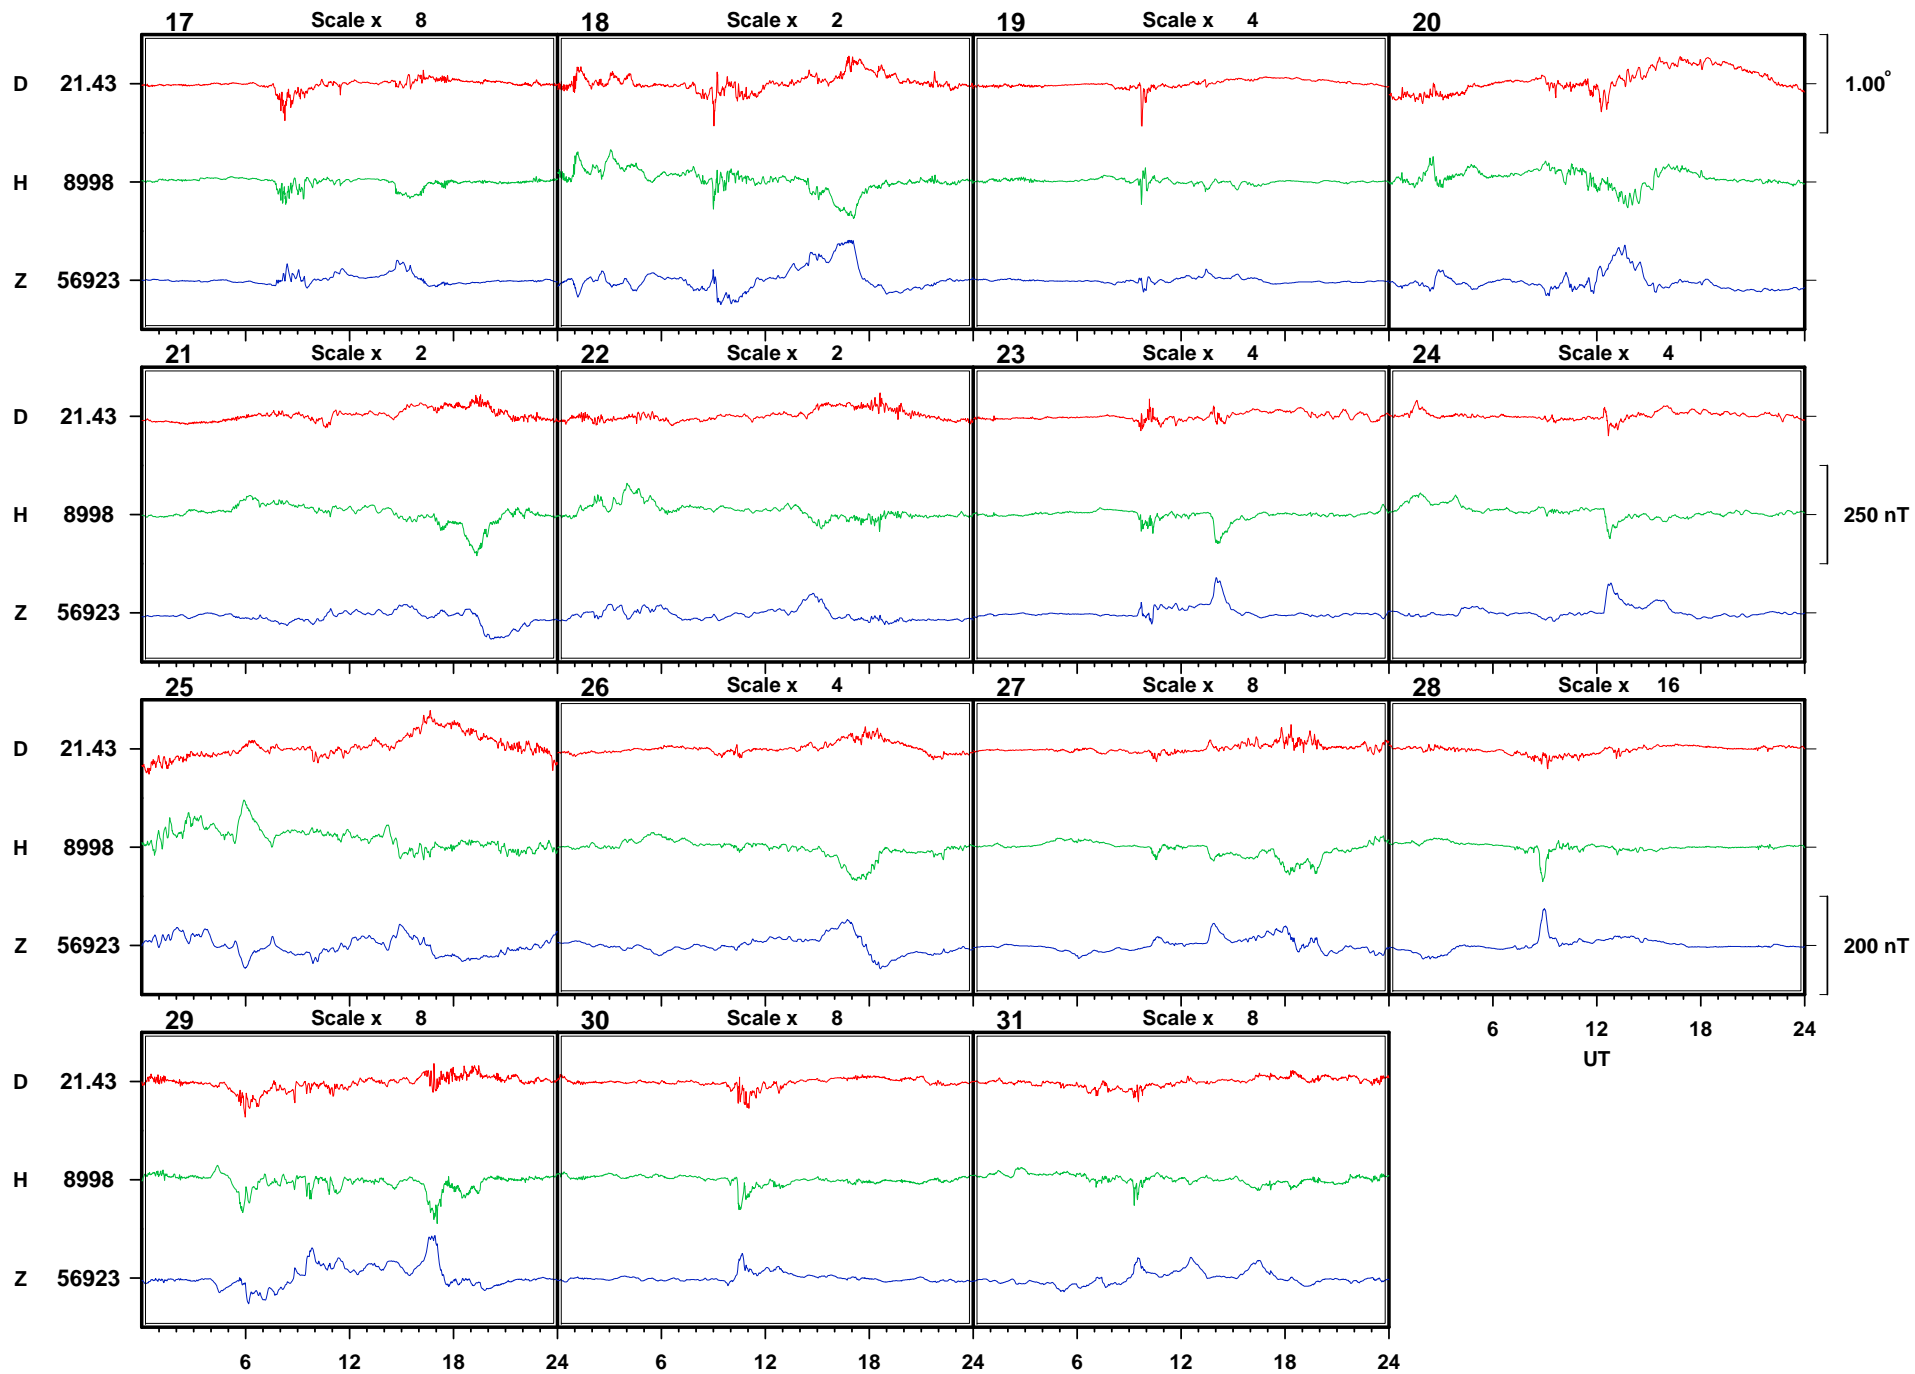 17 Scale x 8 18 Scale x 2 19 Scale x 4 20
D 21.43 1.00°
H 8998
Z 56923
21 Scale x 2 22 Scale x 2 23 Scale x 4 24 Scale x 4
D 21.43
H 8998 250 nT
Z 56923
25 26 Scale x 4 27 Scale x 8 28 Scale x 16
D 21.43
H 8998
Z 56923 200 nT
29 Scale x 8 30 Scale x 8 31 Scale x 8
6 12 18 24
UT
D 21.43
H 8998
Z 56923
6 12 18 24 6 12 18 24 6 12 18 24